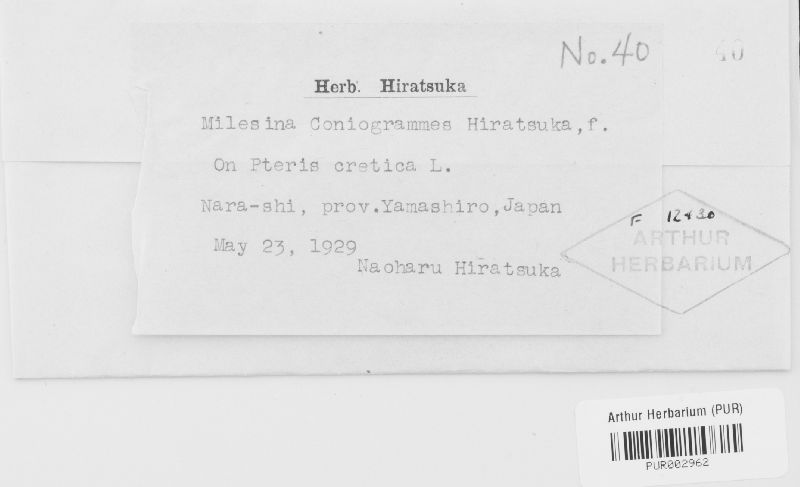 No. 40
40
Herb. Hiratsuka
Milesina Coniogrammes Hiratsuka,f.
On Pteris cretica L.
Nara-shi, prov.Yamashiro,Japan
May 23, 1929
Naoharu Hiratsuka
F
ARTHUR
HERBARIUM
Arthur Herbarium (PUR)
PUR002962